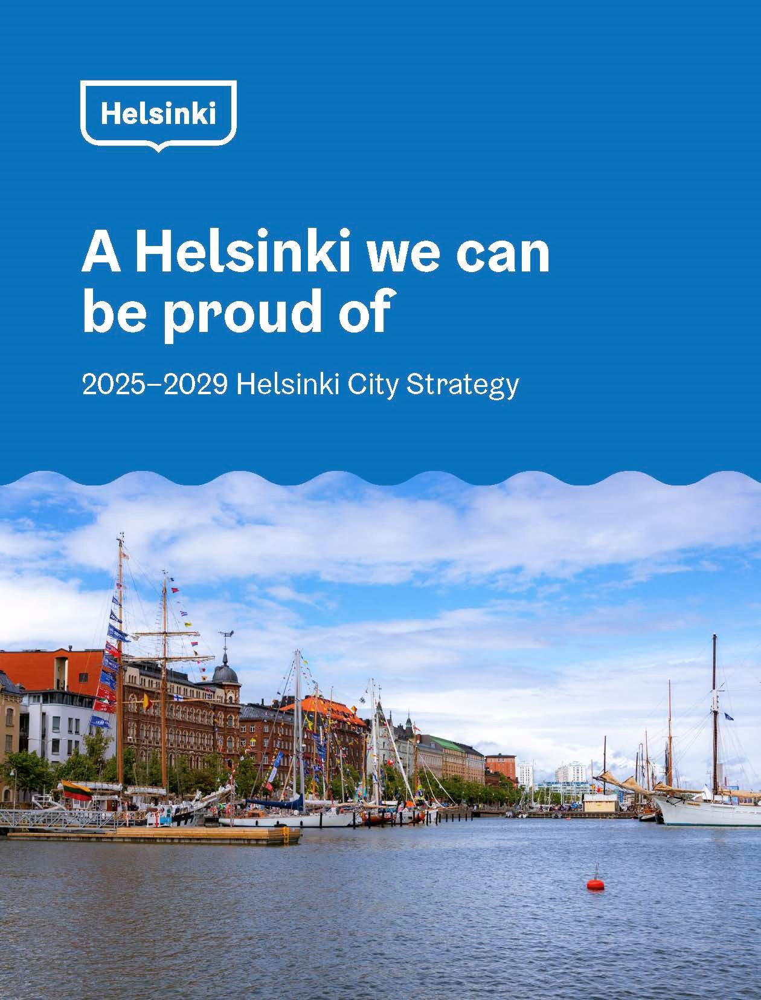 Helsinki
A Helsinki we can
be proud of
2025–2029 Helsinki City Strategy